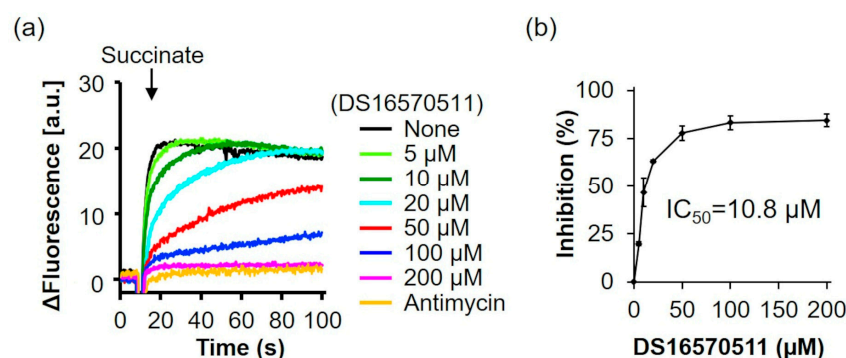 (a)
Succinate
ΔFluorescence [a.u.]
30
20
10
0
0 20 40 60 80 100
Time (s)
(DS16570511)
None
5 µM
10 µM
20 µM
50 µM
100 µM
200 µM
Antimycin
(b)
Inhibition (%)
100
75
50
25
0
IC50=10.8 µM
0 50 100 150 200
DS16570511 (µM)